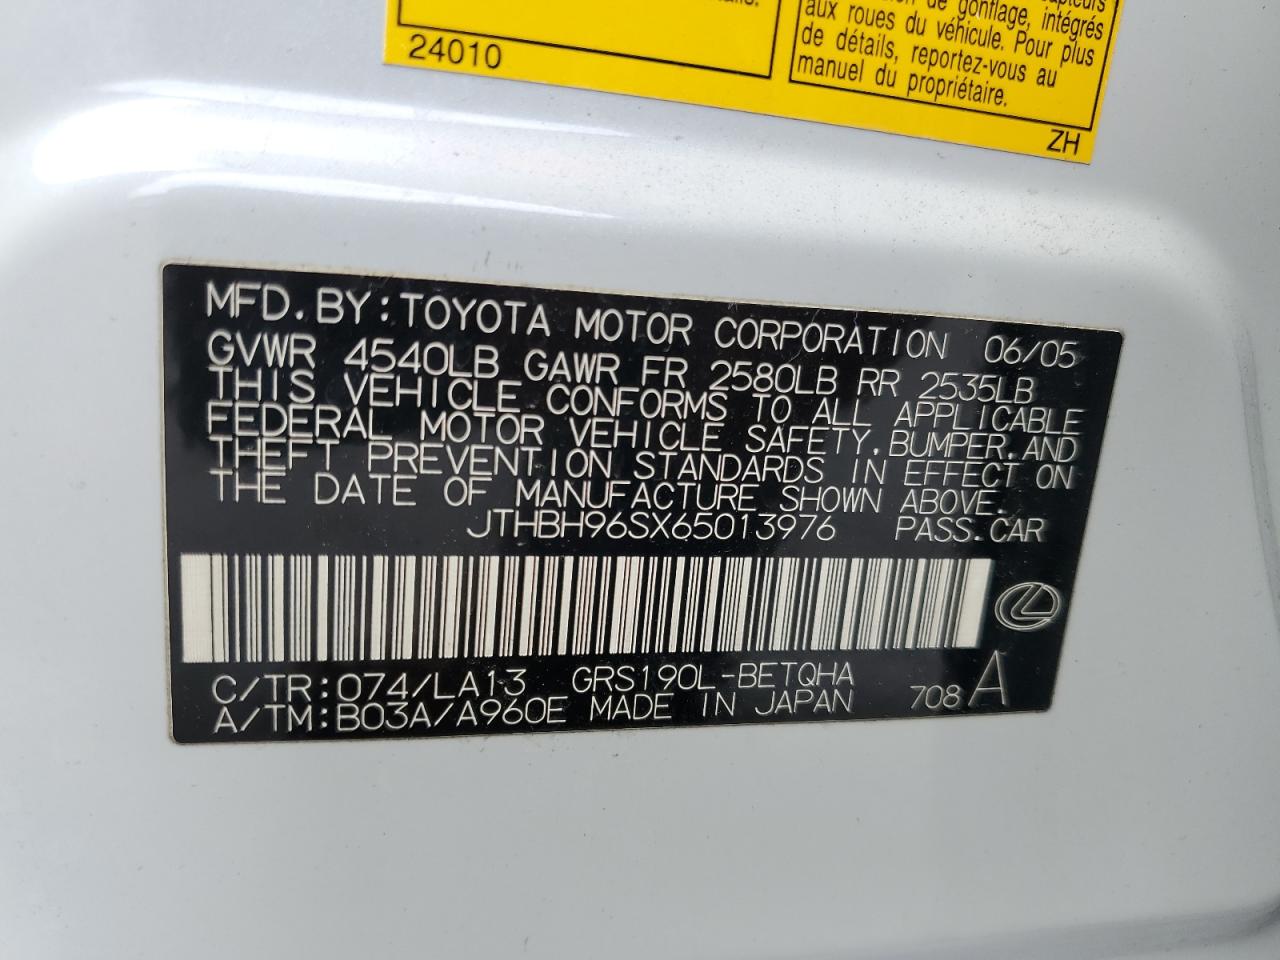 24010
de gonflage, intégrés
aux roues du véhicule. Pour plus
de détails, reportez-vous au
manuel du propriétaire.
ZH
MFD. BY: TOYOTA MOTOR CORPORATION 06/05
GVWR 4540LB GAWR FR 2580LB RR 2535LB
THIS VEHICLE CONFORMS TO ALL APPLICABLE
FEDERAL MOTOR VEHICLE SAFETY, BUMPER, AND
THEFT PREVENTION STANDARDS IN EFFECT ON
THE DATE OF MANUFACTURE SHOWN ABOVE.
JTHBH96SX65013976 PASS. CAR
C/TR:074/LA13 GRS190L-BETQHA
A/TM:B03A/A960E MADE IN JAPAN 708 A